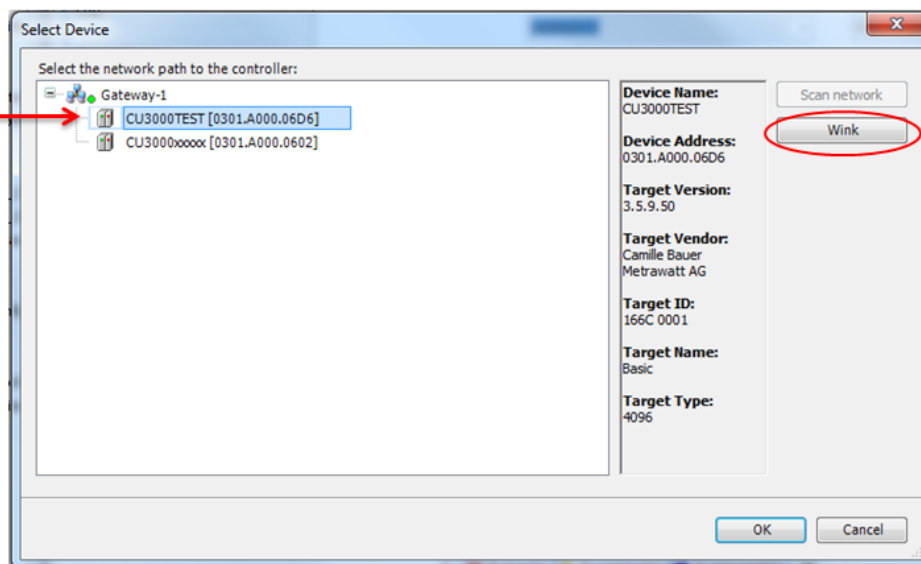 Select Device
Select the network path to the controller:
Gateway-1
CU3000TEST [0301.A000.06D6]
CU3000xxxxx [0301.A000.0602]
Device Name:
CU3000TEST
Device Address:
0301.A000.06D6
Target Version:
3.5.9.50
Target Vendor:
Camille Bauer
Metrawatt AG
Target ID:
166C 0001
Target Name:
Basic
Target Type:
4096
Scan network
Wink
OK
Cancel